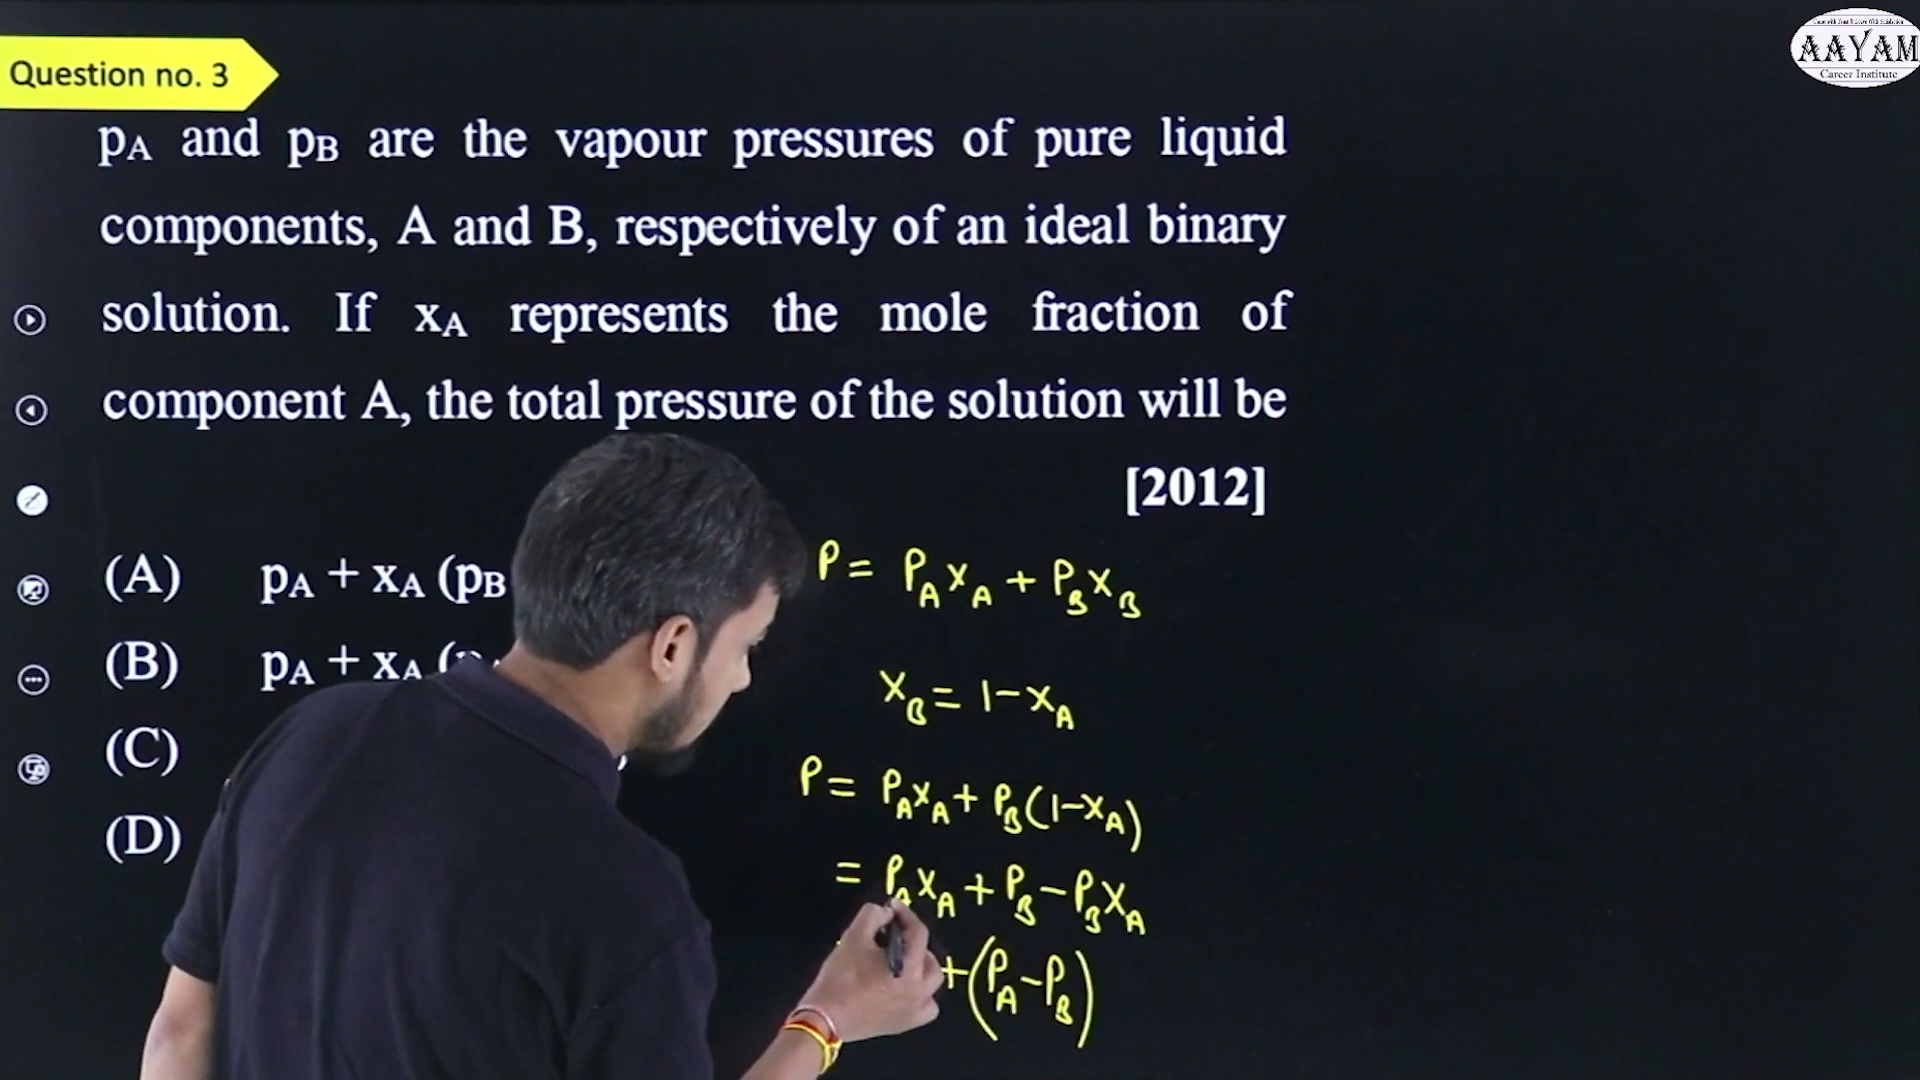 Question no. 3
AAYAM
Career Institute
pA and pB are the vapour pressures of pure liquid
components, A and B, respectively of an ideal binary
solution. If xA represents the mole fraction of
component A, the total pressure of the solution will be
[2012]
(A) pA + xA (pB
(B) pA + xA (
(C)
(D)
P = PAXA + PBXB
XB = 1-XA
P = PAXA + PB(1-XA)
= PAXA + PB - PBXA
+(PA-PB)